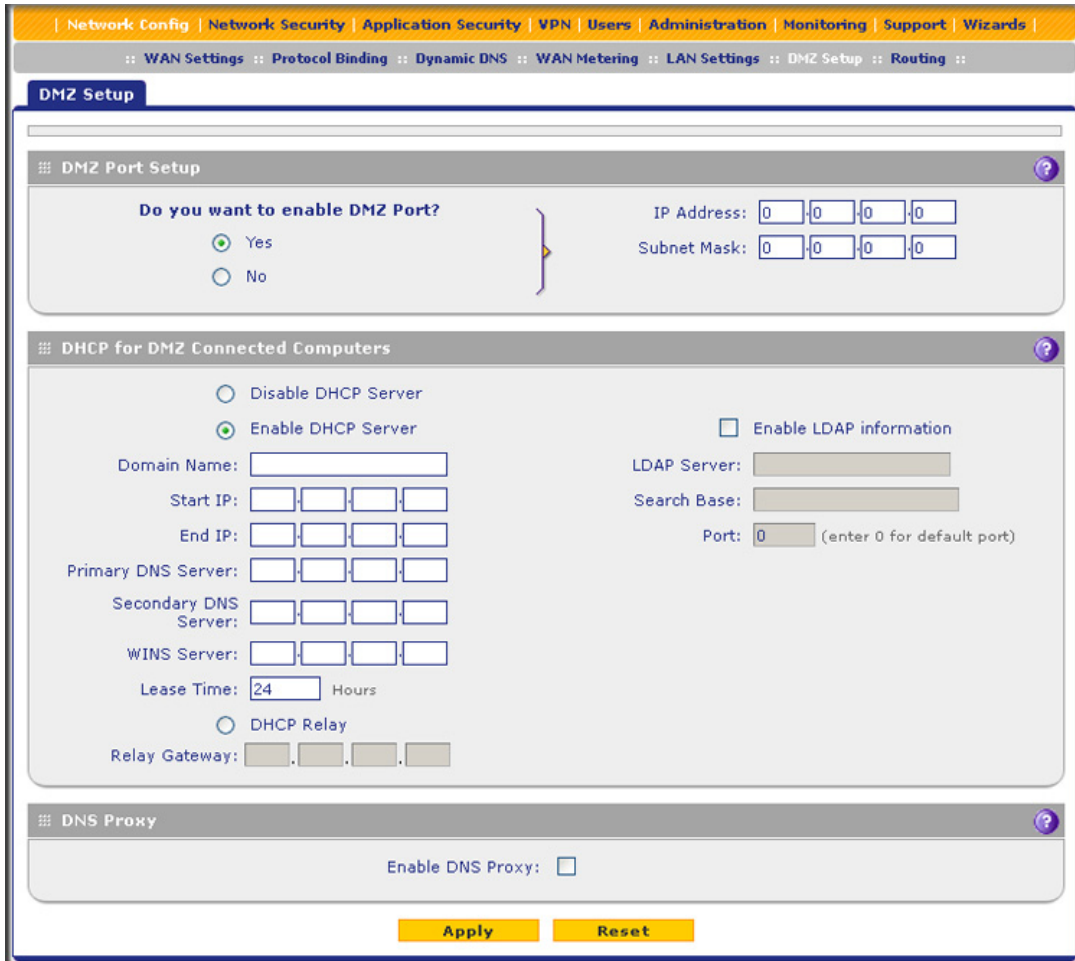 | Network Config | Network Security | Application Security | VPN | Users | Administration | Monitoring | Support | Wizards |
:: WAN Settings :: Protocol Binding :: Dynamic DNS :: WAN Metering :: LAN Settings :: DMZ Setup :: Routing ::
DMZ Setup
DMZ Port Setup
?
Do you want to enable DMZ Port?
Yes
No
IP Address: 0 .0 .0 .0
Subnet Mask: 0 .0 .0 .0
DHCP for DMZ Connected Computers
?
Disable DHCP Server
Enable DHCP Server
Domain Name:
Start IP: . . .
End IP: . . .
Primary DNS Server: . . .
Secondary DNS
Server: . . .
WINS Server: . . .
Lease Time: 24 Hours
DHCP Relay
Relay Gateway: . . .
Enable LDAP information
LDAP Server:
Search Base:
Port: 0 (enter 0 for default port)
DNS Proxy
?
Enable DNS Proxy:
Apply
Reset